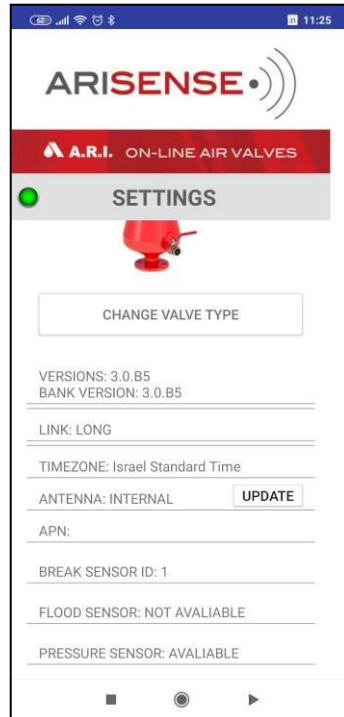 62
31 11:25
ARISENSE
A.R.I. ON-LINE AIR VALVES
SETTINGS
CHANGE VALVE TYPE
VERSIONS: 3.0.B5
BANK VERSION: 3.0.B5
LINK: LONG
TIMEZONE: Israel Standard Time
ANTENNA: INTERNAL UPDATE
APN:
BREAK SENSOR ID: 1
FLOOD SENSOR: NOT AVALIABLE
PRESSURE SENSOR: AVALIABLE